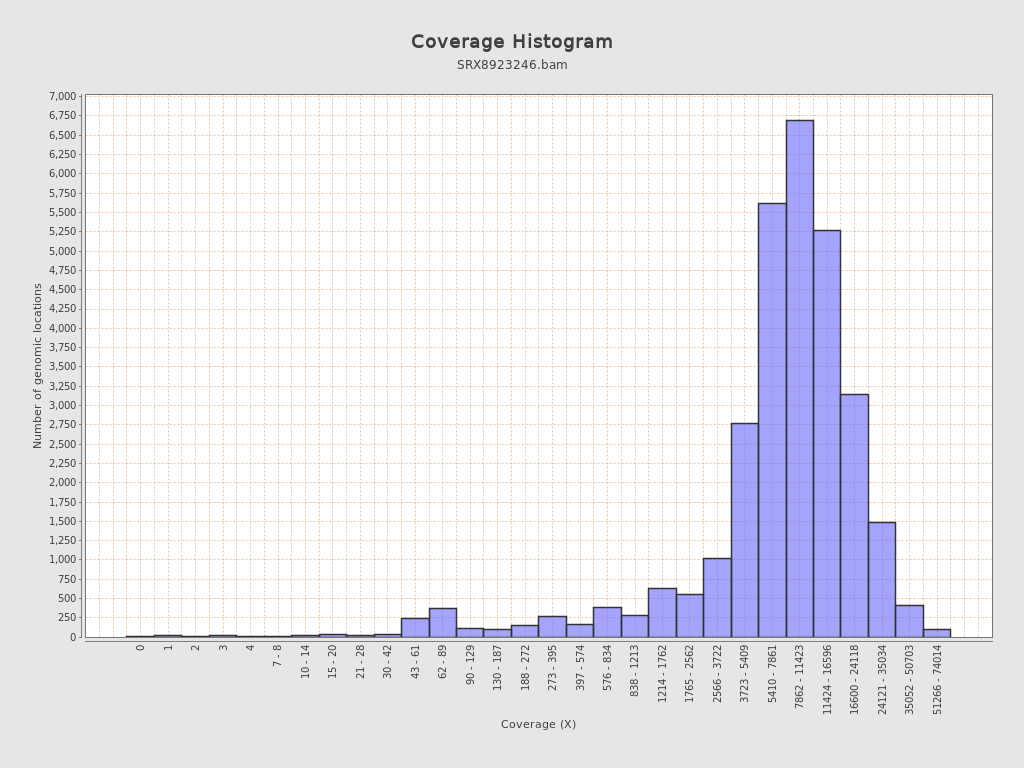 Coverage Histogram
SRX8923246.bam
Number of genomic locations
7,000
6,750
6,500
6,250
6,000
5,750
5,500
5,250
5,000
4,750
4,500
4,250
4,000
3,750
3,500
3,250
3,000
2,750
2,500
2,250
2,000
1,750
1,500
1,250
1,000
750
500
250
0
0
1
2
3
4
7 - 8
10 - 14
15 - 20
21 - 28
30 - 42
43 - 61
62 - 89
90 - 129
130 - 187
188 - 272
273 - 395
397 - 574
576 - 834
838 - 1213
1214 - 1762
1765 - 2562
2566 - 3722
3723 - 5409
5410 - 7861
7862 - 11423
11424 - 16596
16600 - 24118
24121 - 35034
35052 - 50703
51266 - 74014
Coverage (X)